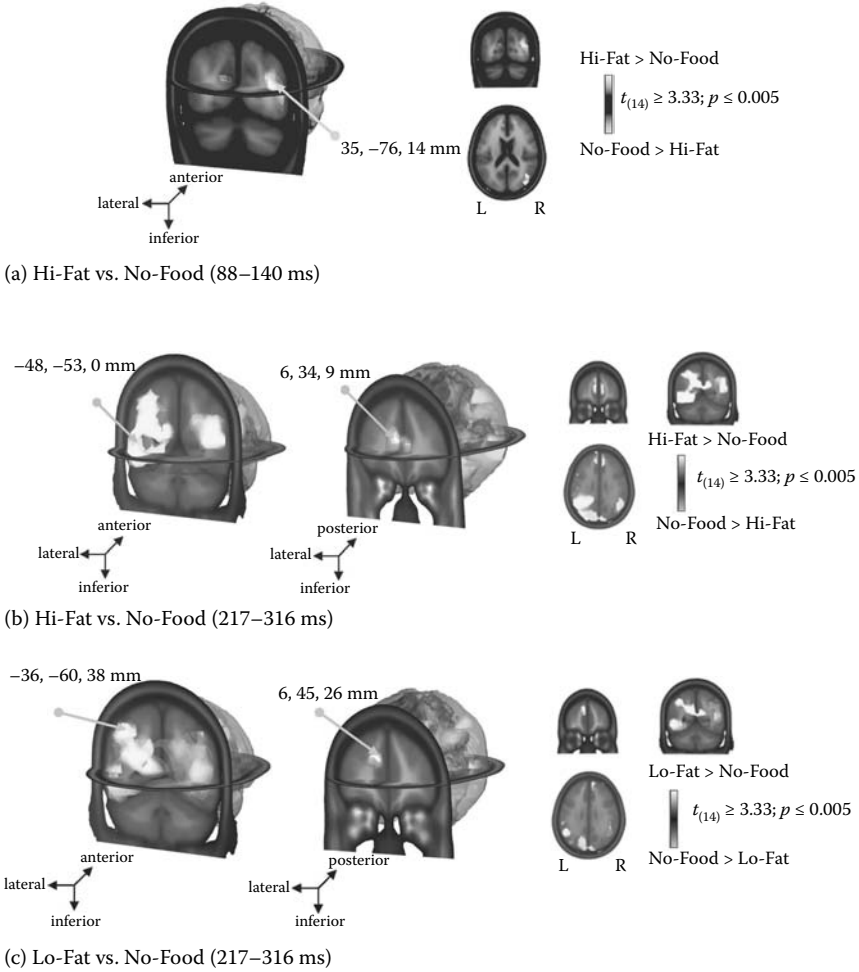 Hi-Fat > No-Food
t(14) ≥ 3.33; p ≤ 0.005
35, −76, 14 mm
No-Food > Hi-Fat
anterior
lateral
L R
inferior
(a) Hi-Fat vs. No-Food (88–140 ms)
−48, −53, 0 mm
6, 34, 9 mm
Hi-Fat > No-Food
t(14) ≥ 3.33; p ≤ 0.005
No-Food > Hi-Fat
anterior
posterior
lateral
lateral
L R
inferior
inferior
(b) Hi-Fat vs. No-Food (217–316 ms)
−36, −60, 38 mm
6, 45, 26 mm
Lo-Fat > No-Food
t(14) ≥ 3.33; p ≤ 0.005
No-Food > Lo-Fat
anterior
posterior
L R
lateral
lateral
inferior
inferior
(c) Lo-Fat vs. No-Food (217–316 ms)